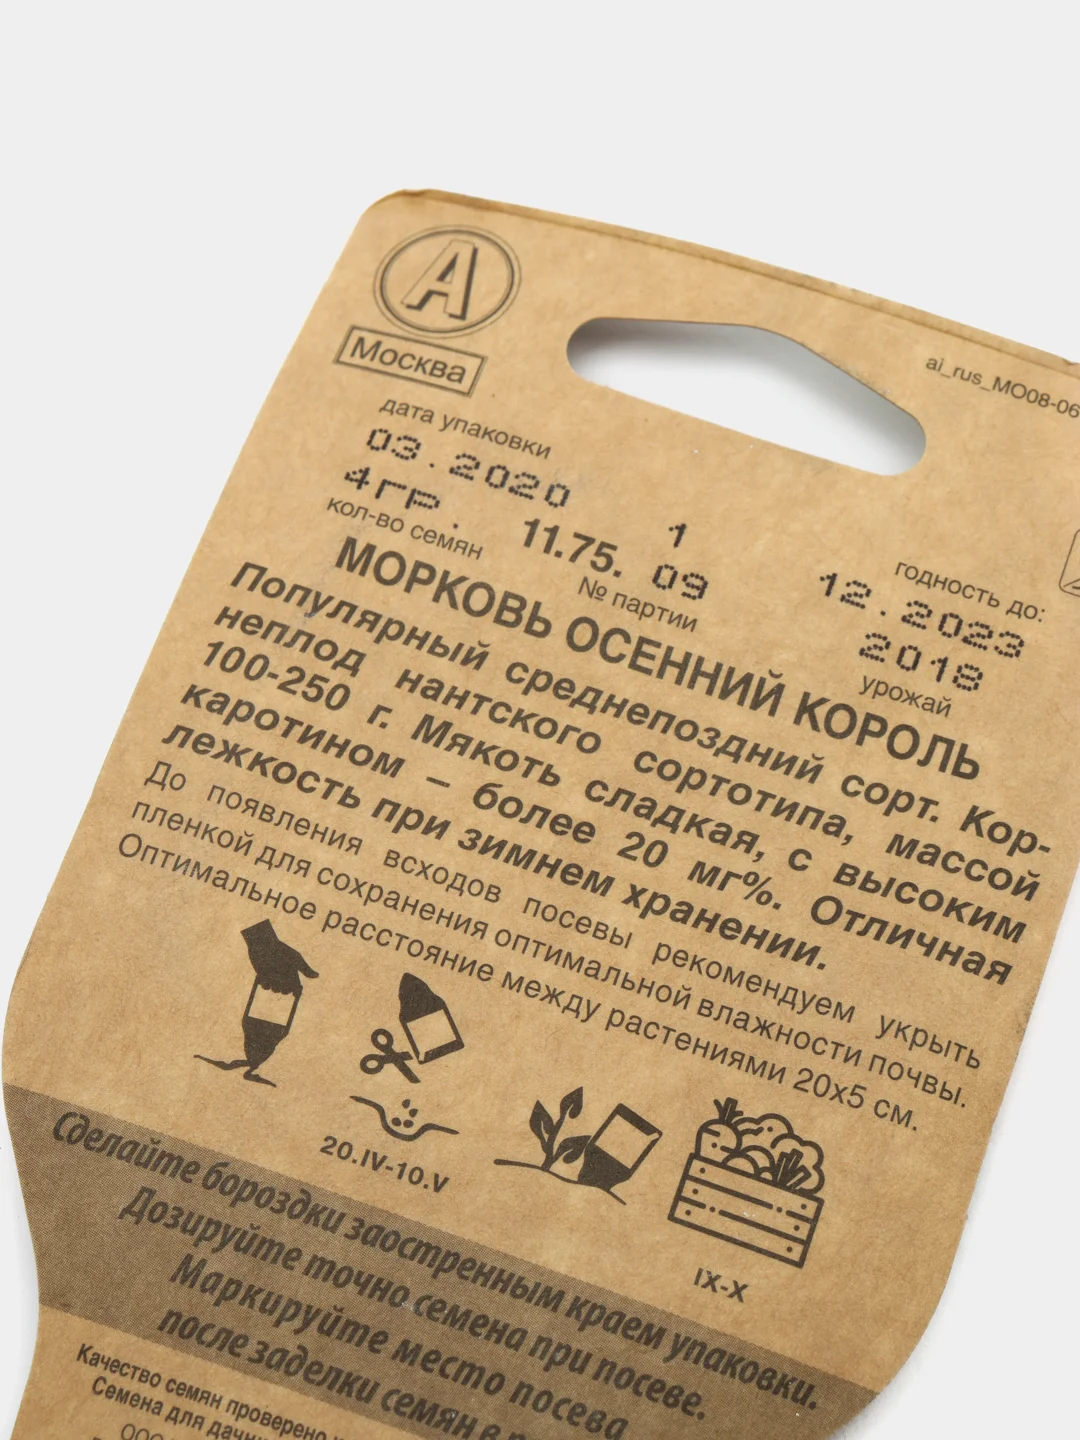 А
Москва
ai_rus_MO08-06
дата упаковки
03.2020
4гр.
кол-во семян
11.75.
1
09
№ партии
годность до:
12.2023
2018
урожай
МОРКОВЬ ОСЕННИЙ КОРОЛЬ
Популярный среднепоздний сорт. Кор-
неплод нантского сортотипа, массой
100-250 г. Мякоть сладкая, с высоким
каротином – более 20 мг%. Отличная
лежкость при зимнем хранении.
До появления всходов посевы рекомендуем укрыть
пленкой для сохранения оптимальной влажности почвы.
Оптимальное расстояние между растениями 20х5 см.
20.IV-10.V
IX-X
Сделайте бороздки заостренным краем упаковки.
Дозируйте точно семена при посеве.
Маркируйте место посева
после заделки семян в
Качество семян проверено
Семена для дачн
ООО